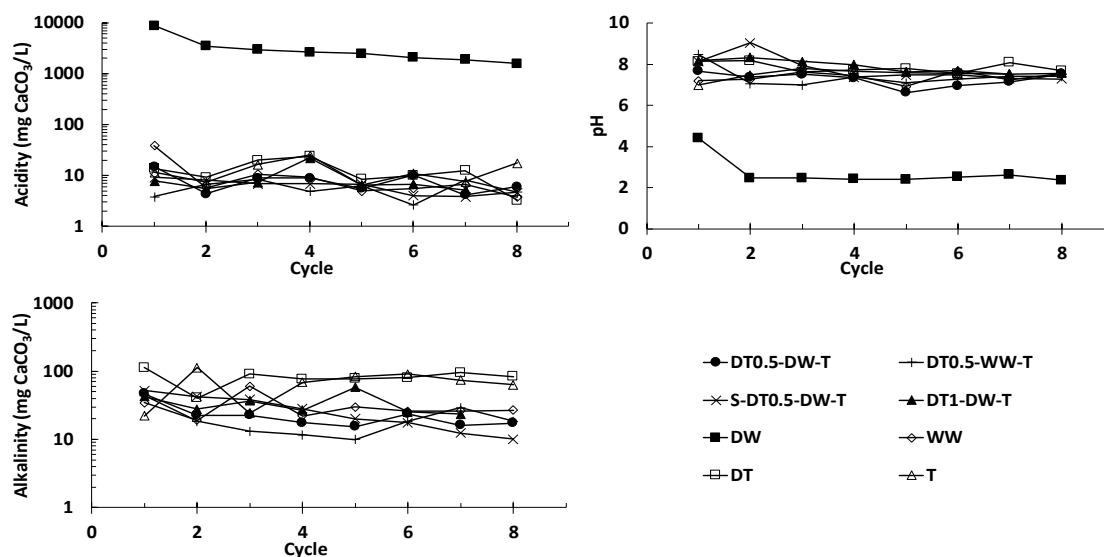 10000
1000
100
10
1
Acidity (mg CaCO3/L)
0 2 4 6 8
Cycle
10
8
6
4
2
0
pH
0 2 4 6 8
Cycle
1000
100
10
1
Alkalinity (mg CaCO3/L)
0 2 4 6 8
Cycle
DT0.5-DW-T DT0.5-WW-T
S-DT0.5-DW-T DT1-DW-T
DW WW
DT T